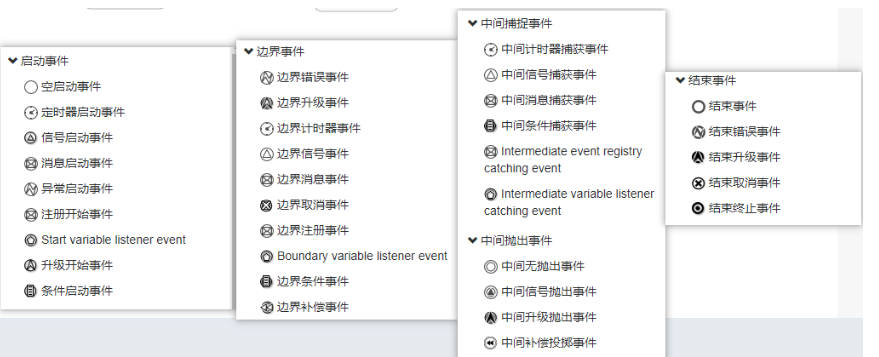 启动事件
空启动事件
定时器启动事件
信号启动事件
消息启动事件
异常启动事件
注册开始事件
Start variable listener event
升级开始事件
条件启动事件
边界事件
边界错误事件
边界升级事件
边界计时器事件
边界信号事件
边界消息事件
边界取消事件
边界注册事件
Boundary variable listener event
边界条件事件
边界补偿事件
中间捕捉事件
中间计时器捕获事件
中间信号捕获事件
中间消息捕获事件
中间条件捕获事件
Intermediate event registry
catching event
Intermediate variable listener
catching event
中间抛出事件
中间无抛出事件
中间信号抛出事件
中间升级抛出事件
中间补偿投掷事件
结束事件
结束事件
结束错误事件
结束升级事件
结束取消事件
结束终止事件